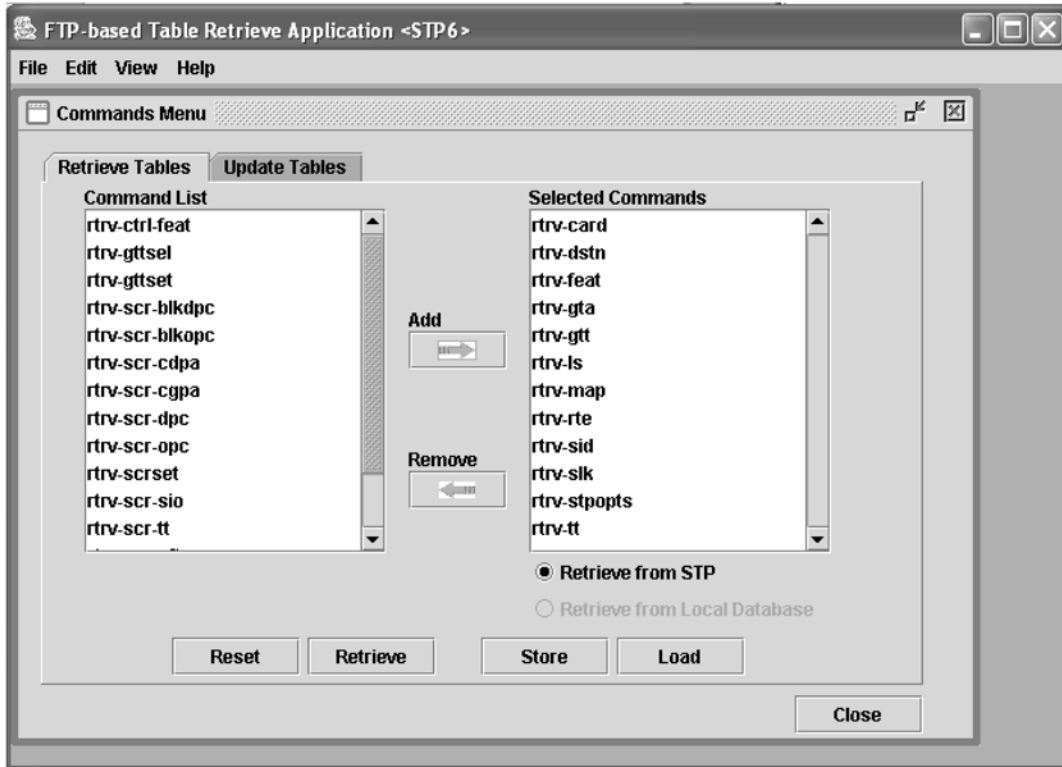 FTP-based Table Retrieve Application <STP6>
File Edit View Help
Commands Menu
Retrieve Tables Update Tables
Command List
rtrv-ctrl-feat
rtrv-gttsel
rtrv-gttset
rtrv-scr-blkdpc
rtrv-scr-blkopc
rtrv-scr-cdpa
rtrv-scr-cgpa
rtrv-scr-dpc
rtrv-scr-opc
rtrv-scrset
rtrv-scr-sio
rtrv-scr-tt
Add
Remove
Selected Commands
rtrv-card
rtrv-dstn
rtrv-feat
rtrv-gta
rtrv-gtt
rtrv-ls
rtrv-map
rtrv-rte
rtrv-sid
rtrv-slk
rtrv-stpopts
rtrv-tt
Retrieve from STP
Retrieve from Local Database
Reset Retrieve Store Load
Close